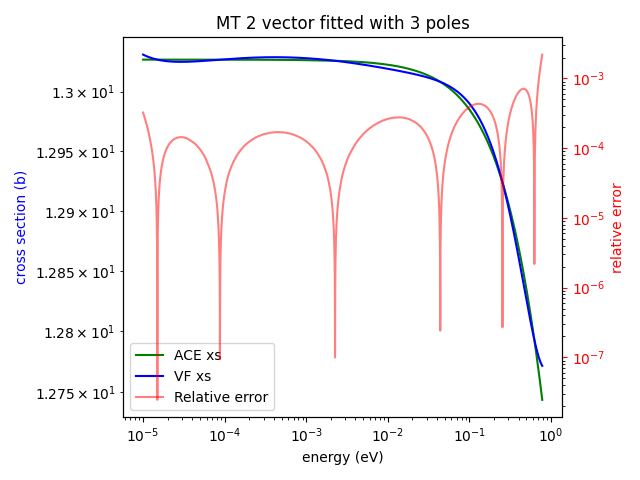 MT 2 vector fitted with 3 poles
cross section (b)
1.3 × 10¹
1.295 × 10¹
1.29 × 10¹
1.285 × 10¹
1.28 × 10¹
1.275 × 10¹
ACE xs
VF xs
Relative error
10⁻⁵
10⁻⁴
10⁻³
10⁻²
10⁻¹
10⁰
energy (eV)
10⁻³
10⁻⁴
10⁻⁵
10⁻⁶
10⁻⁷
relative error